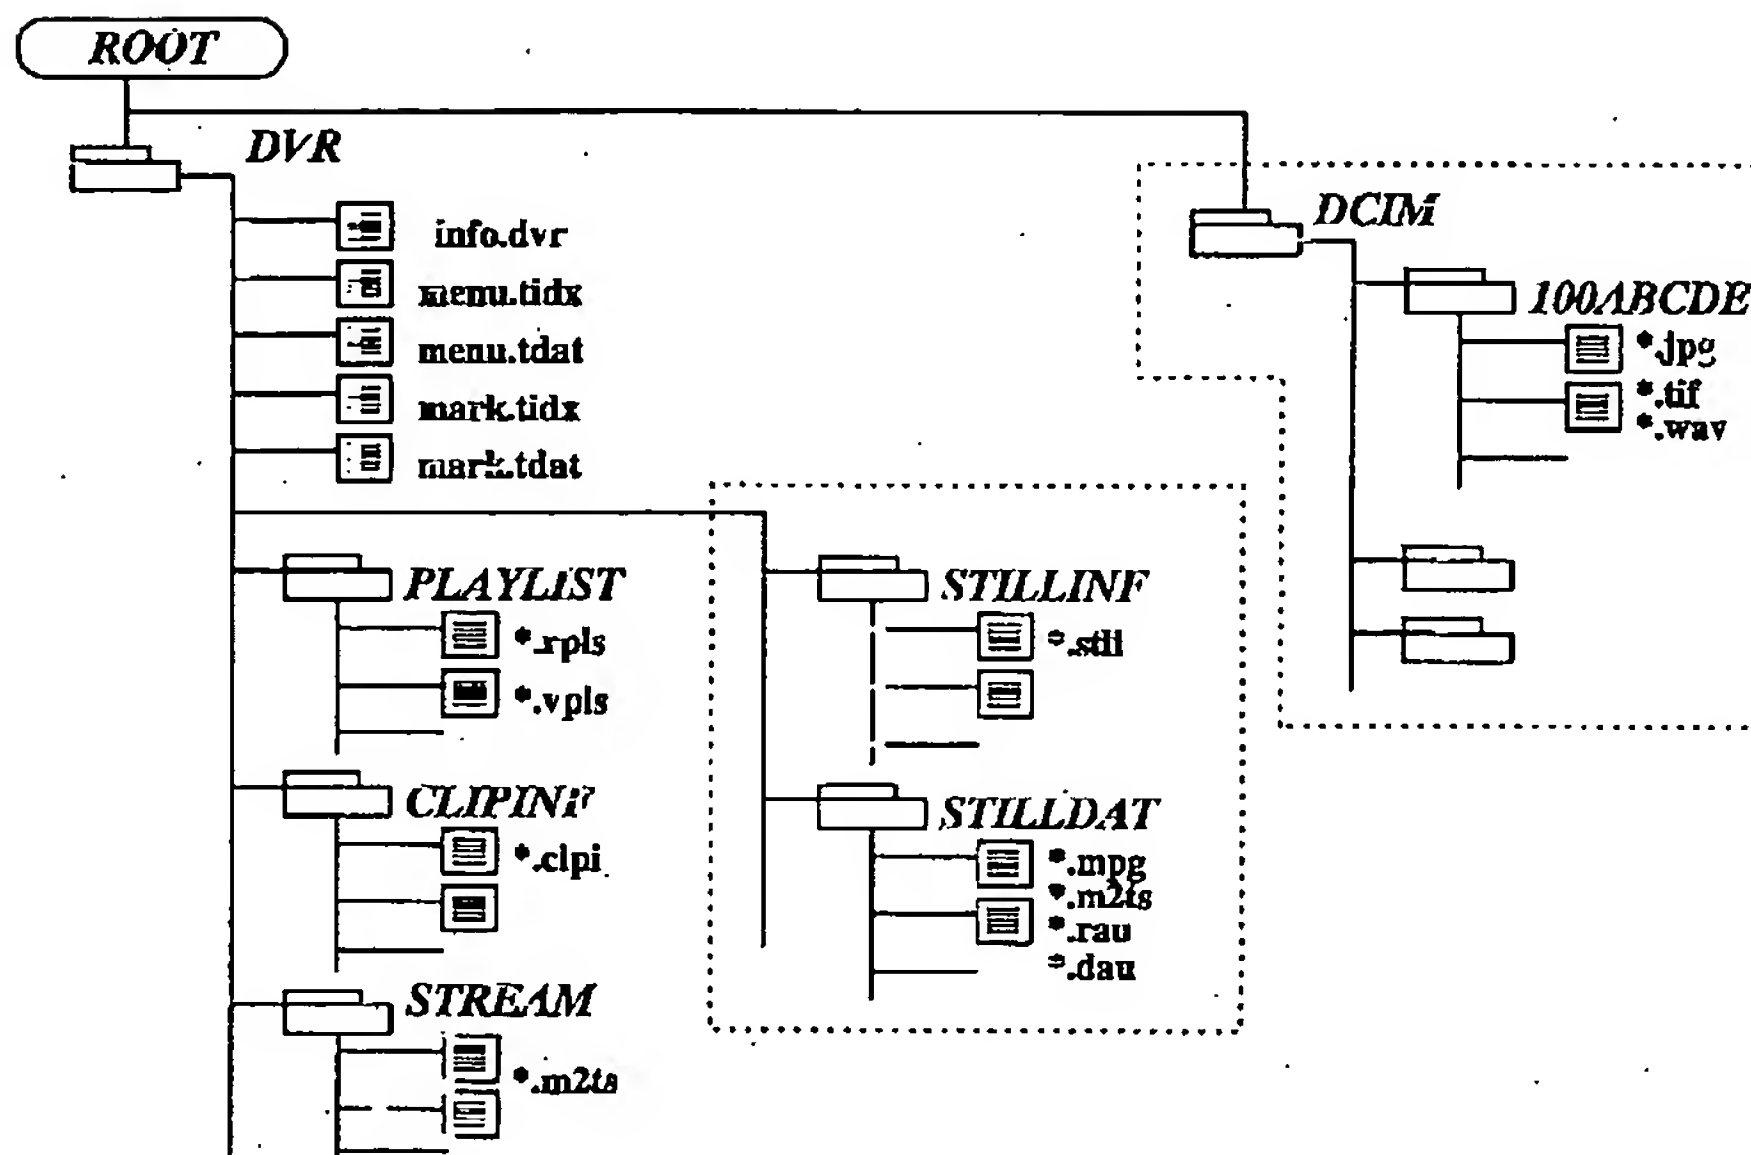 ROOT
DVR
info.dvr
menu.tidx
menu.tdat
mark.tidx
mark.tdat
PLAYLIST
*.rpls
*.vpls
CLIPINF
*.clpi
STREAM
*.m2ts
STILLINF
*.stli
STILLDAT
*.mpg
*.m2ts
*.rau
*.dau
DCIM
100ABCDE
*.jpg
*.tif
*.wav